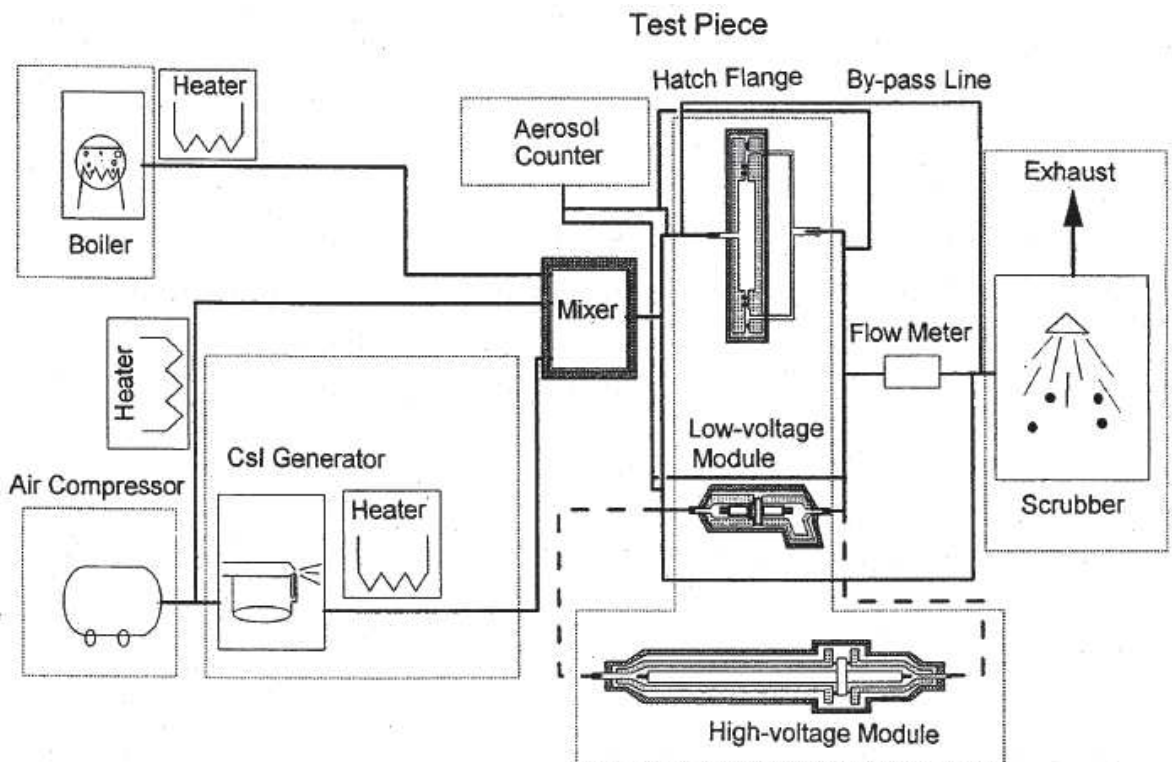 Test Piece
Heater
Hatch Flange
By-pass Line
Aerosol
Counter
Exhaust
Boiler
Mixer
Flow Meter
Heater
Low-voltage
Module
CsI Generator
Air Compressor
Heater
Scrubber
High-voltage Module